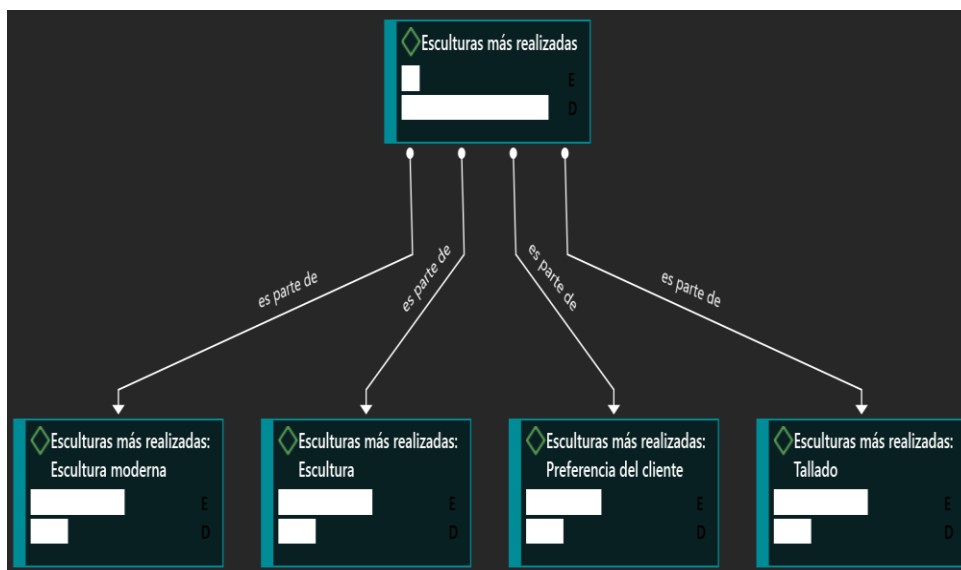 Esculturas más realizadas
E
D
es parte de
es parte de
es parte de
es parte de
Esculturas más realizadas:
Escultura moderna
E
D
Esculturas más realizadas:
Escultura
E
D
Esculturas más realizadas:
Preferencia del cliente
E
D
Esculturas más realizadas:
Tallado
E
D